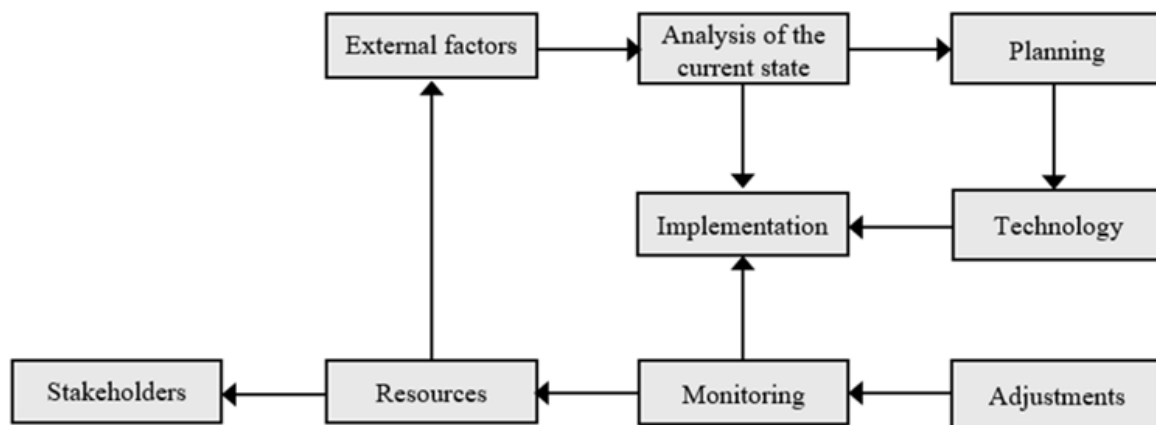 External factors
Analysis of the
current state
Planning
Implementation
Technology
Stakeholders
Resources
Monitoring
Adjustments